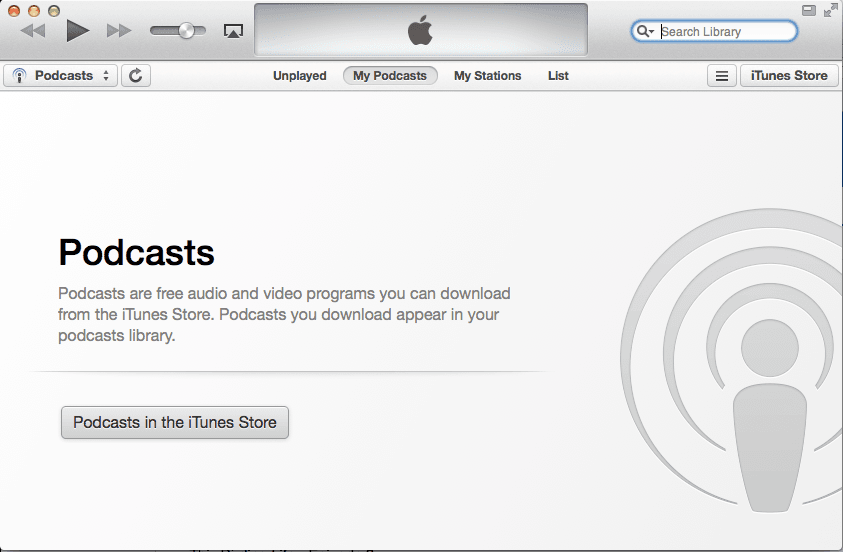 Search Library
Podcasts
Unplayed
My Podcasts
My Stations
List
iTunes Store
Podcasts
Podcasts are free audio and video programs you can download
from the iTunes Store. Podcasts you download appear in your
podcasts library.
Podcasts in the iTunes Store